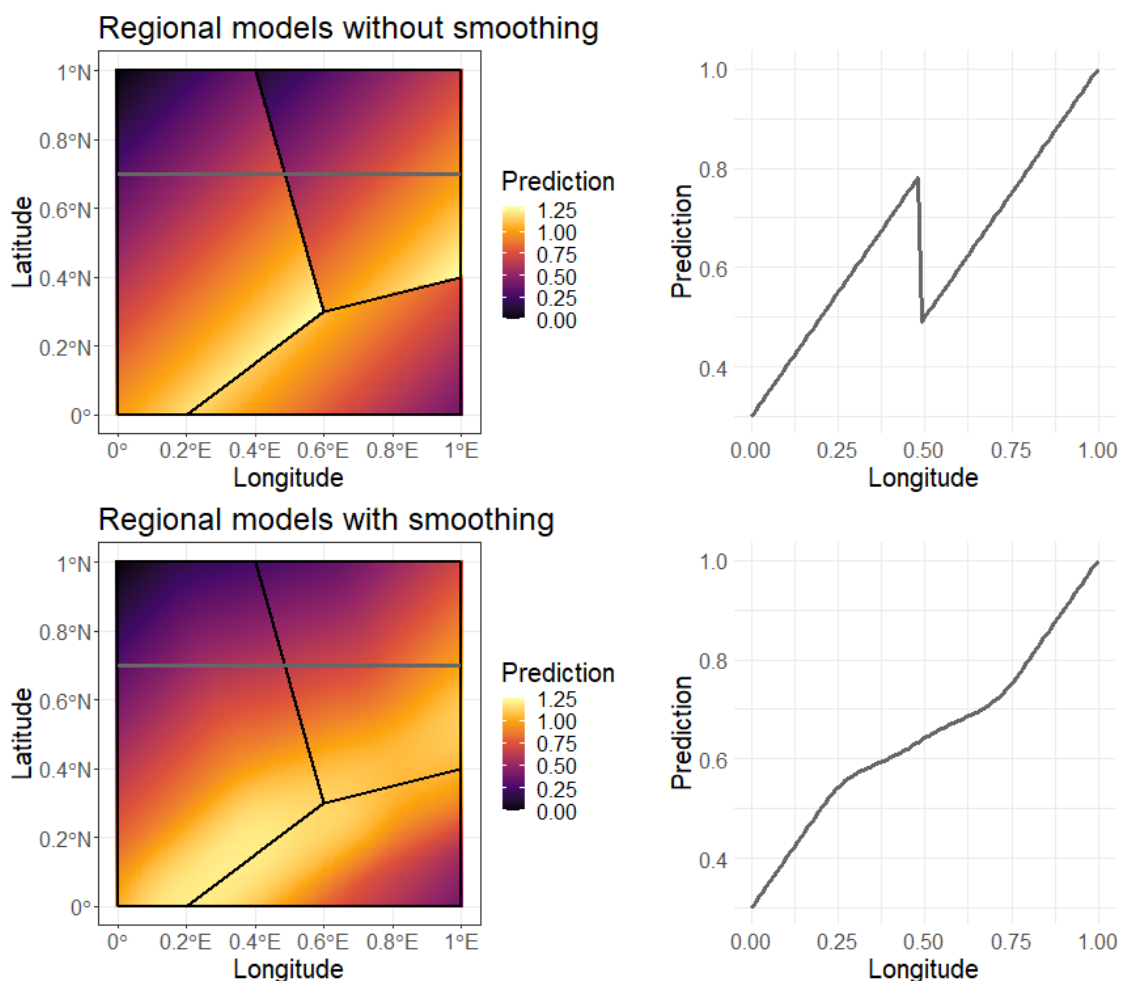 Regional models without smoothing
1°N
0.8°N
0.6°N
0.4°N
0.2°N
0°
Latitude
0° 0.2°E 0.4°E 0.6°E 0.8°E 1°E
Longitude
Prediction
1.25
1.00
0.75
0.50
0.25
0.00
1.0
0.8
0.6
0.4
Prediction
0.00 0.25 0.50 0.75 1.00
Longitude
Regional models with smoothing
1°N
0.8°N
0.6°N
0.4°N
0.2°N
0°
Latitude
0° 0.2°E 0.4°E 0.6°E 0.8°E 1°E
Longitude
Prediction
1.25
1.00
0.75
0.50
0.25
0.00
1.0
0.8
0.6
0.4
Prediction
0.00 0.25 0.50 0.75 1.00
Longitude